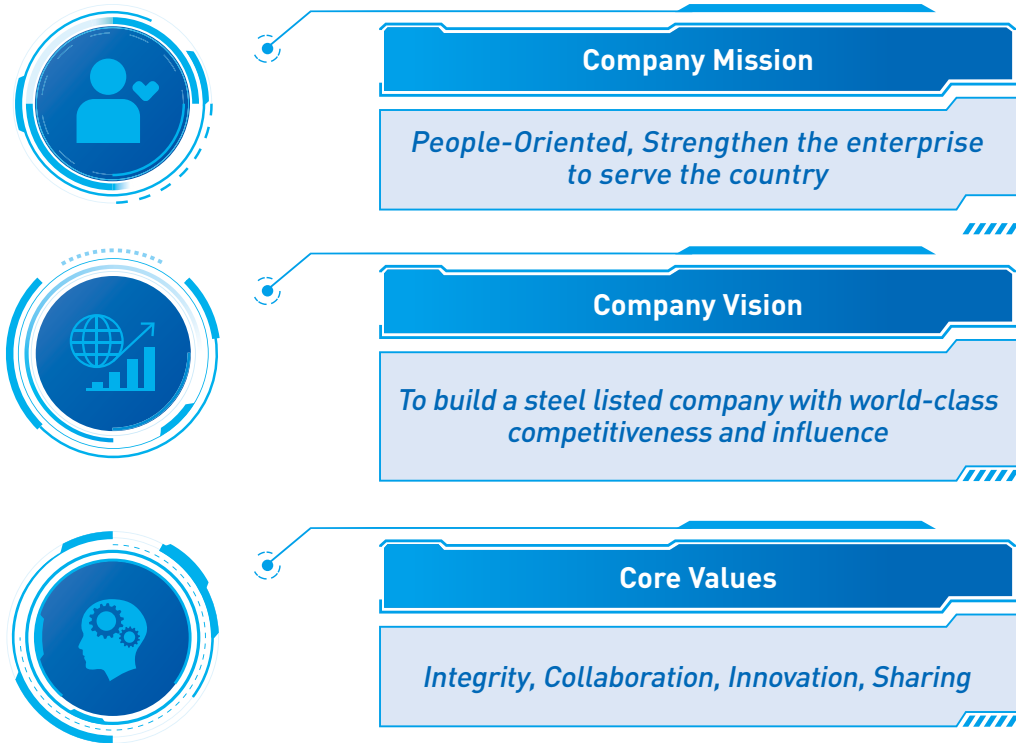 Company Mission
People-Oriented, Strengthen the enterprise
to serve the country
Company Vision
To build a steel listed company with world-class
competitiveness and influence
Core Values
Integrity, Collaboration, Innovation, Sharing